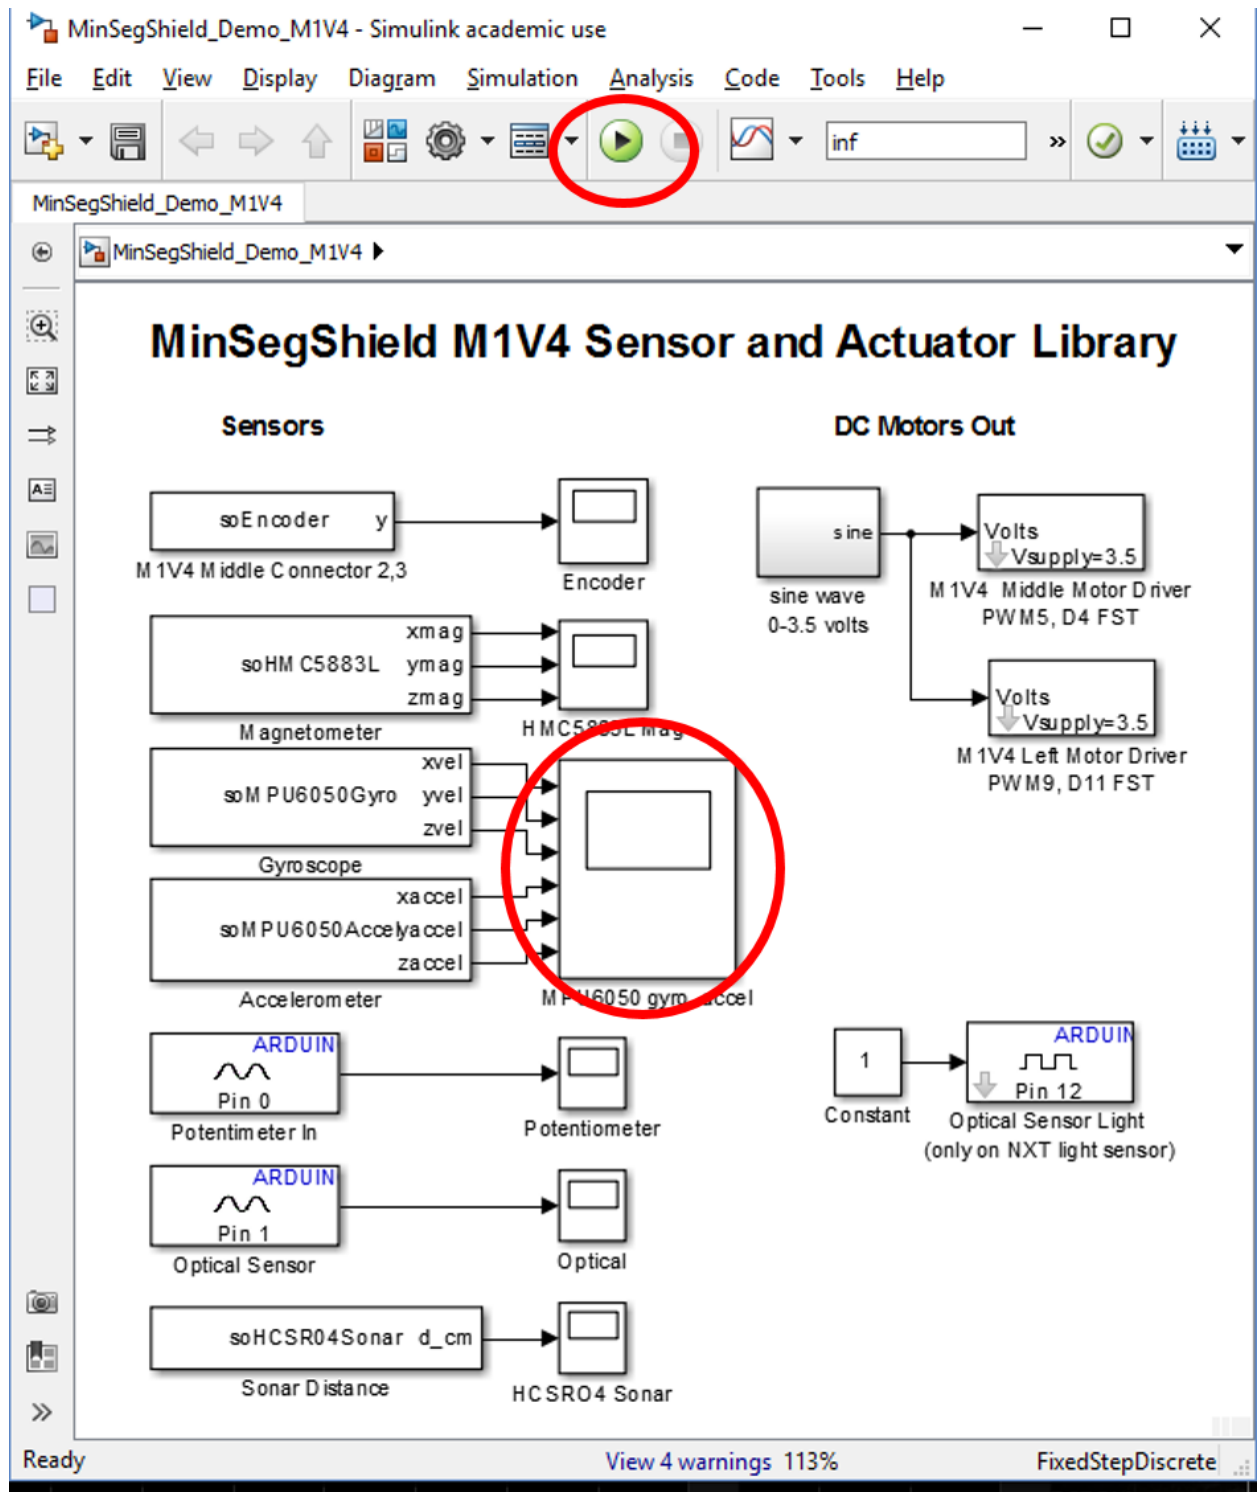 MinSegShield_Demo_M1V4 - Simulink academic use
File Edit View Display Diagram Simulation Analysis Code Tools Help
inf
MinSegShield_Demo_M1V4
MinSegShield_Demo_M1V4
MinSegShield M1V4 Sensor and Actuator Library
Sensors
soEncoder y
M1V4 Middle Connector 2,3
Encoder
xmag
soHMC5883L ymag
zmag
Magnetometer
HMC5883L Mag
xvel
soMPU6050Gyro yvel
zvel
Gyroscope
xaccel
soMPU6050Accel yaccel
zaccel
Accelerometer
MPU6050 gyro accel
ARDUIN
Pin 0
Potentimeter In
Potentiometer
ARDUIN
Pin 1
Optical Sensor
Optical
soHCSR04Sonar d_cm
Sonar Distance
HCSRO4 Sonar
DC Motors Out
sine
sine wave
0-3.5 volts
Volts
Vsupply=3.5
M1V4 Middle Motor Driver
PWM5, D4 FST
Volts
Vsupply=3.5
M1V4 Left Motor Driver
PWM9, D11 FST
1
Constant
ARDUIN
Pin 12
Optical Sensor Light
(only on NXT light sensor)
Ready
View 4 warnings 113%
FixedStepDiscrete